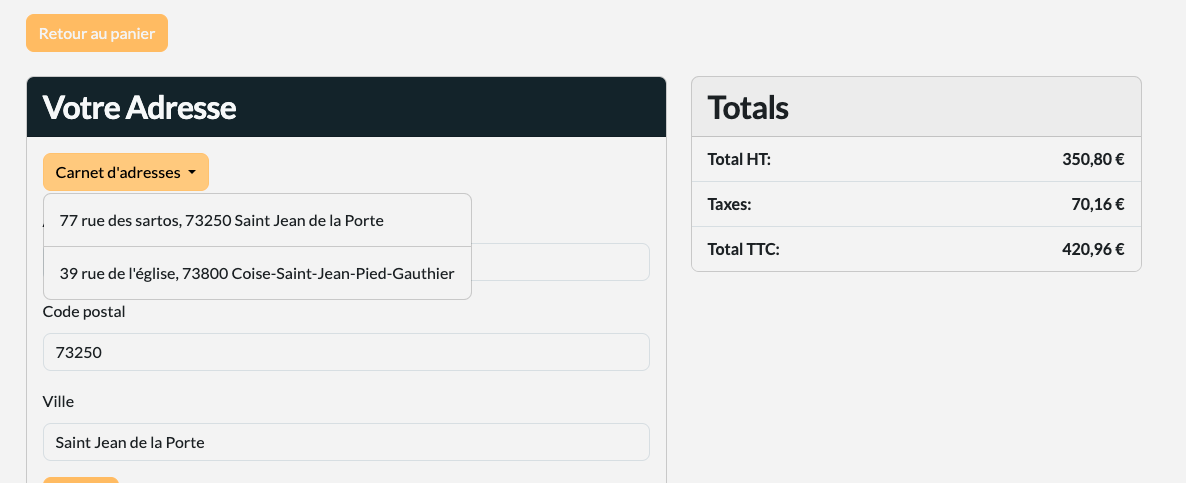 Retour au panier
Votre Adresse
Carnet d'adresses
77 rue des sartos, 73250 Saint Jean de la Porte
39 rue de l'église, 73800 Coise-Saint-Jean-Pied-Gauthier
Code postal
73250
Ville
Saint Jean de la Porte
Totals
Total HT: 350,80 €
Taxes: 70,16 €
Total TTC: 420,96 €